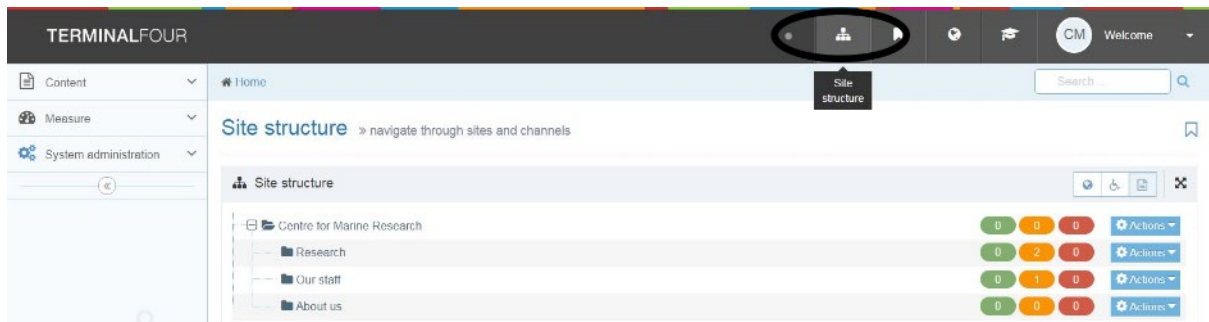 TERMINALFOUR
CM Welcome
Content
Home
Site structure
Search ...
Measure
Site structure » navigate through sites and channels
System administration
Site structure
Centre for Marine Research 0 0 0 Actions
Research 0 2 0 Actions
Our staff 0 1 0 Actions
About us 0 0 0 Actions